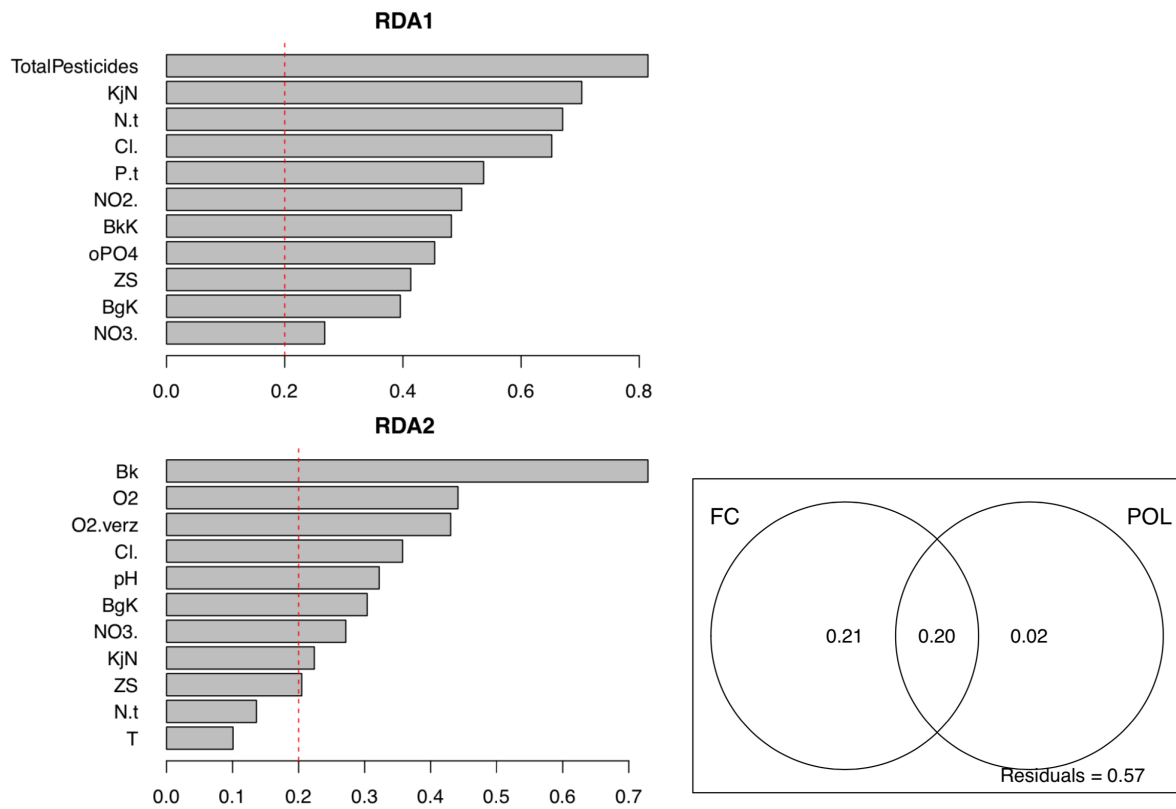 RDA1
TotalPesticides
KjN
N.t
Cl.
P.t
NO2.
BkK
oPO4
ZS
BgK
NO3.
0.0 0.2 0.4 0.6 0.8
RDA2
Bk
O2
O2.verz
Cl.
pH
BgK
NO3.
KjN
ZS
N.t
T
0.0 0.1 0.2 0.3 0.4 0.5 0.6 0.7
FC POL
0.21 0.20 0.02
Residuals = 0.57